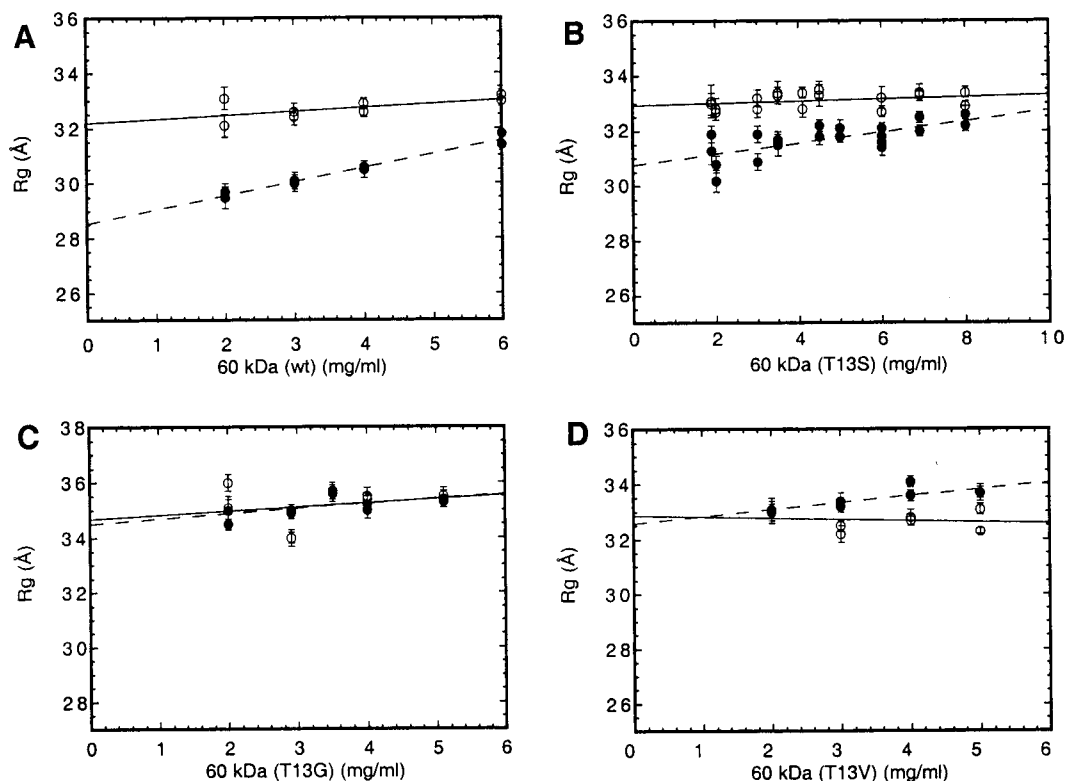 A
Rg (Å)
36
34
32
30
28
26
0 1 2 3 4 5 6
60 kDa (wt) (mg/ml)
B
Rg (Å)
36
34
32
30
28
26
0 2 4 6 8 10
60 kDa (T13S) (mg/ml)
C
Rg (Å)
38
36
34
32
30
28
0 1 2 3 4 5 6
60 kDa (T13G) (mg/ml)
D
Rg (Å)
36
34
32
30
28
26
0 1 2 3 4 5 6
60 kDa (T13V) (mg/ml)